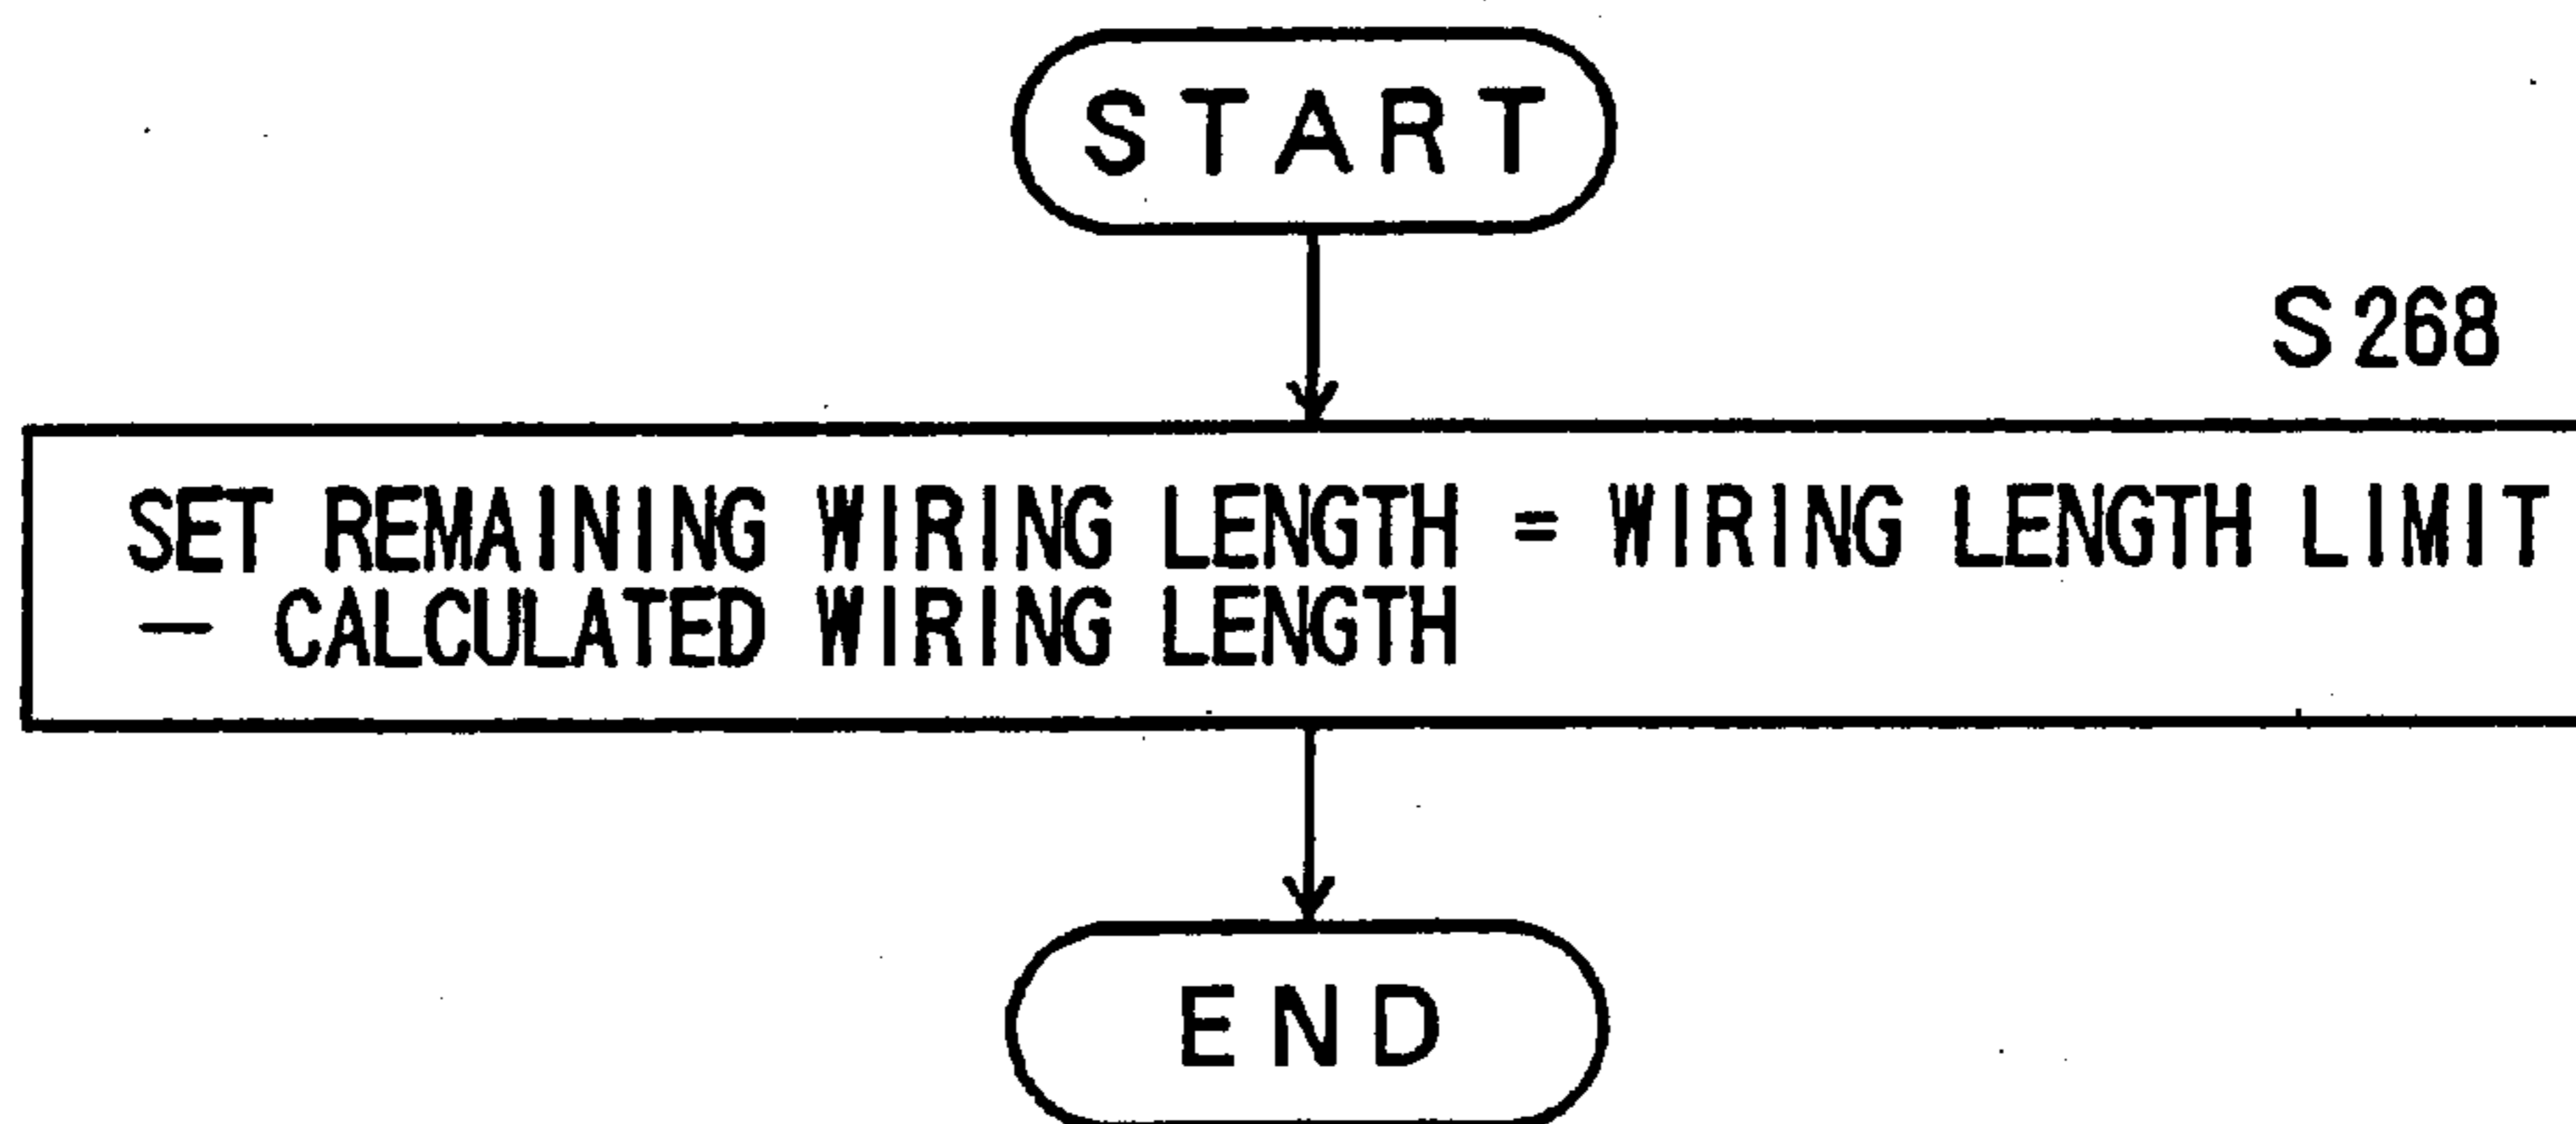 START
S268
SET REMAINING WIRING LENGTH = WIRING LENGTH LIMIT
— CALCULATED WIRING LENGTH
END